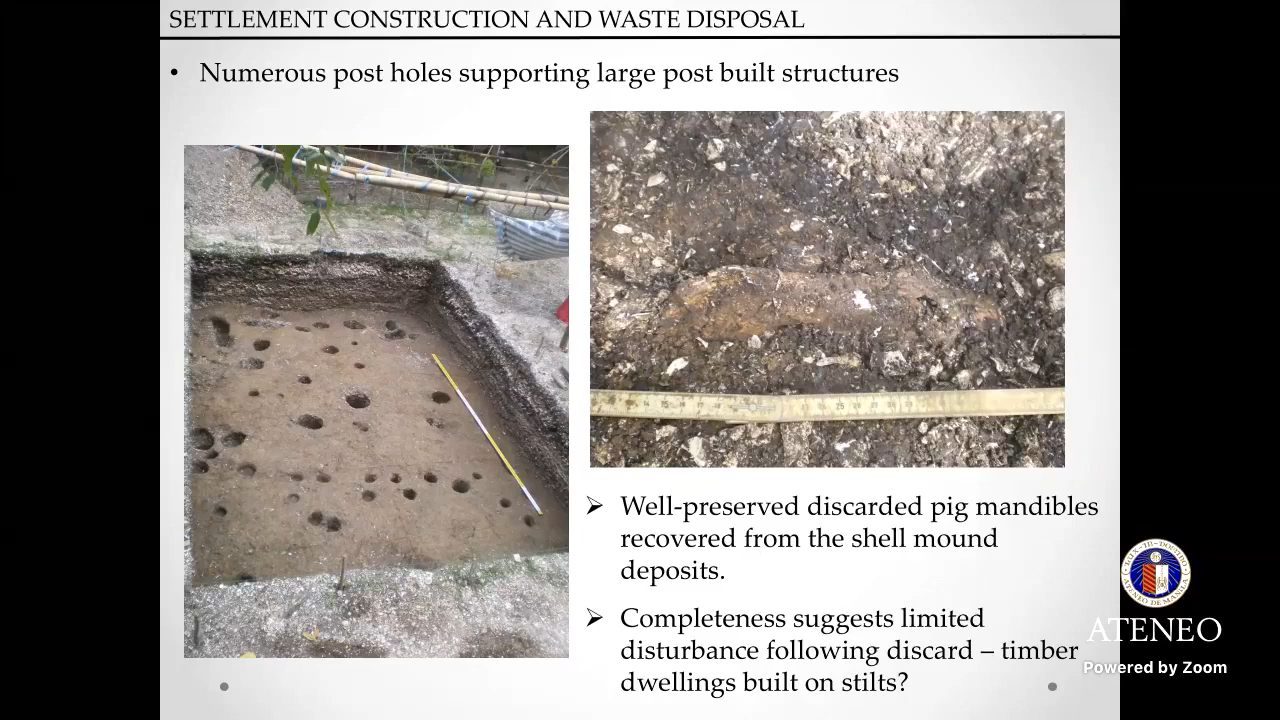 SETTLEMENT CONSTRUCTION AND WASTE DISPOSAL
• Numerous post holes supporting large post built structures
➢ Well-preserved discarded pig mandibles
recovered from the shell mound
deposits.
➢ Completeness suggests limited
disturbance following discard – timber
dwellings built on stilts?
ATENEO
Powered by Zoom